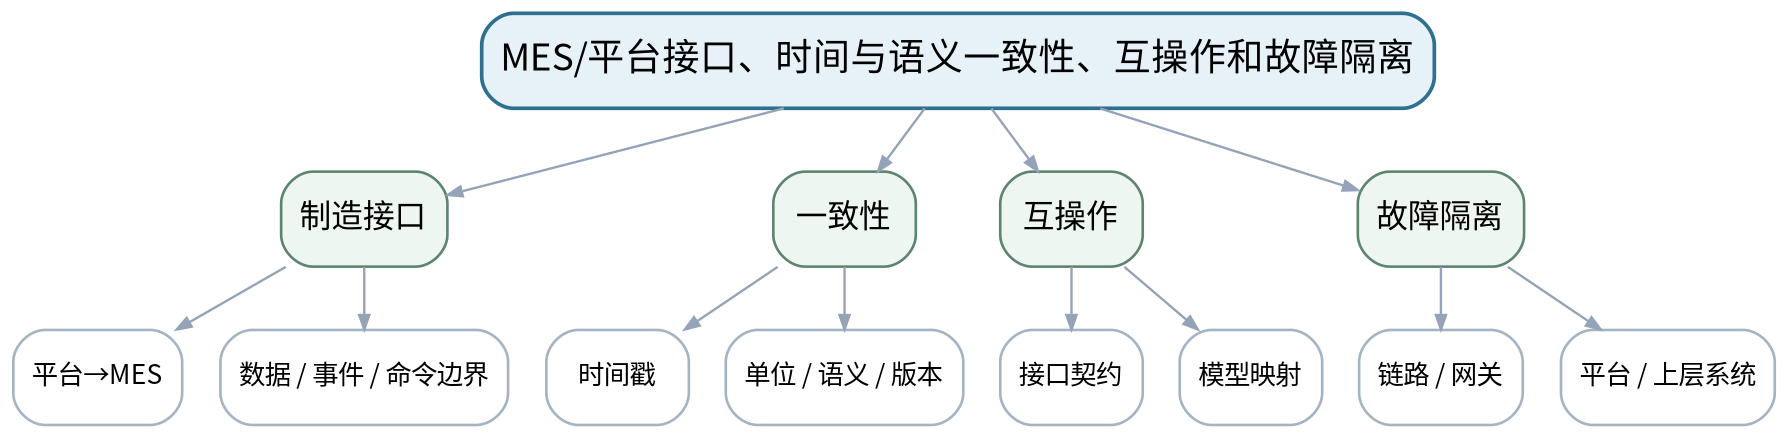 MES/平台接口、时间与语义一致性、互操作和故障隔离
制造接口
一致性
互操作
故障隔离
平台→MES
数据 / 事件 / 命令边界
时间戳
单位 / 语义 / 版本
接口契约
模型映射
链路 / 网关
平台 / 上层系统